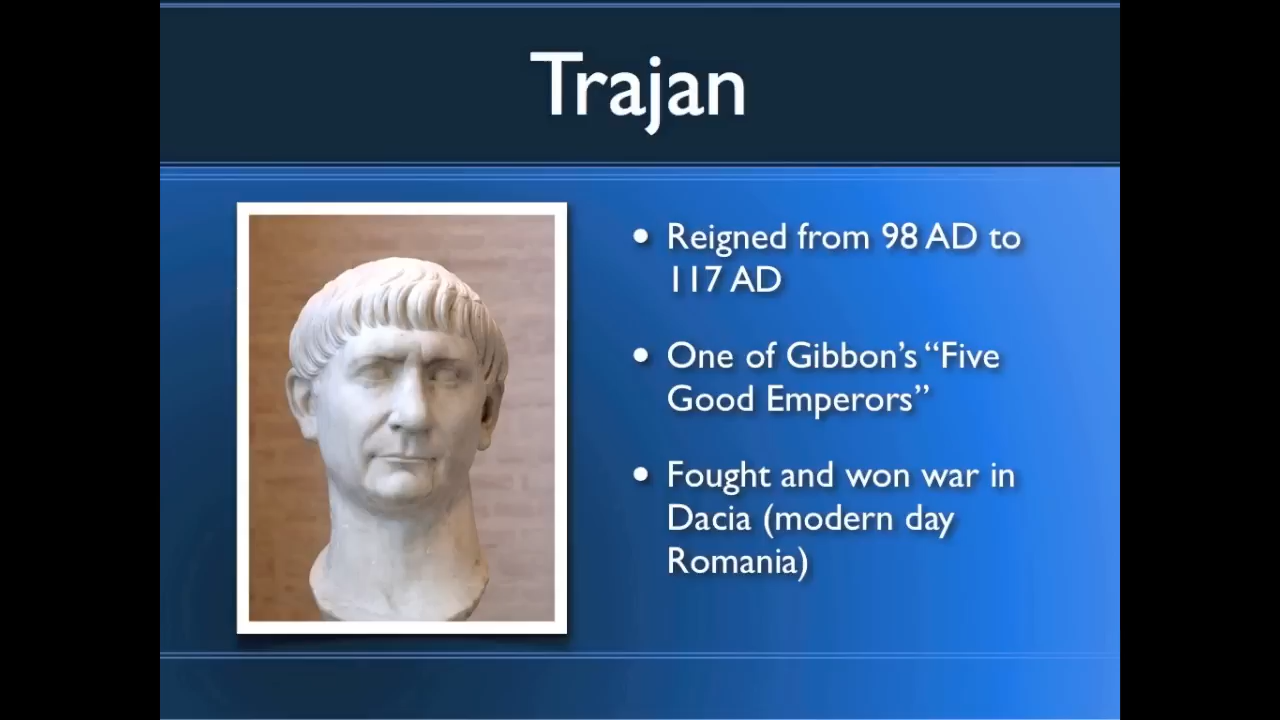 Trajan
• Reigned from 98 AD to
117 AD
• One of Gibbon’s “Five
Good Emperors”
• Fought and won war in
Dacia (modern day
Romania)